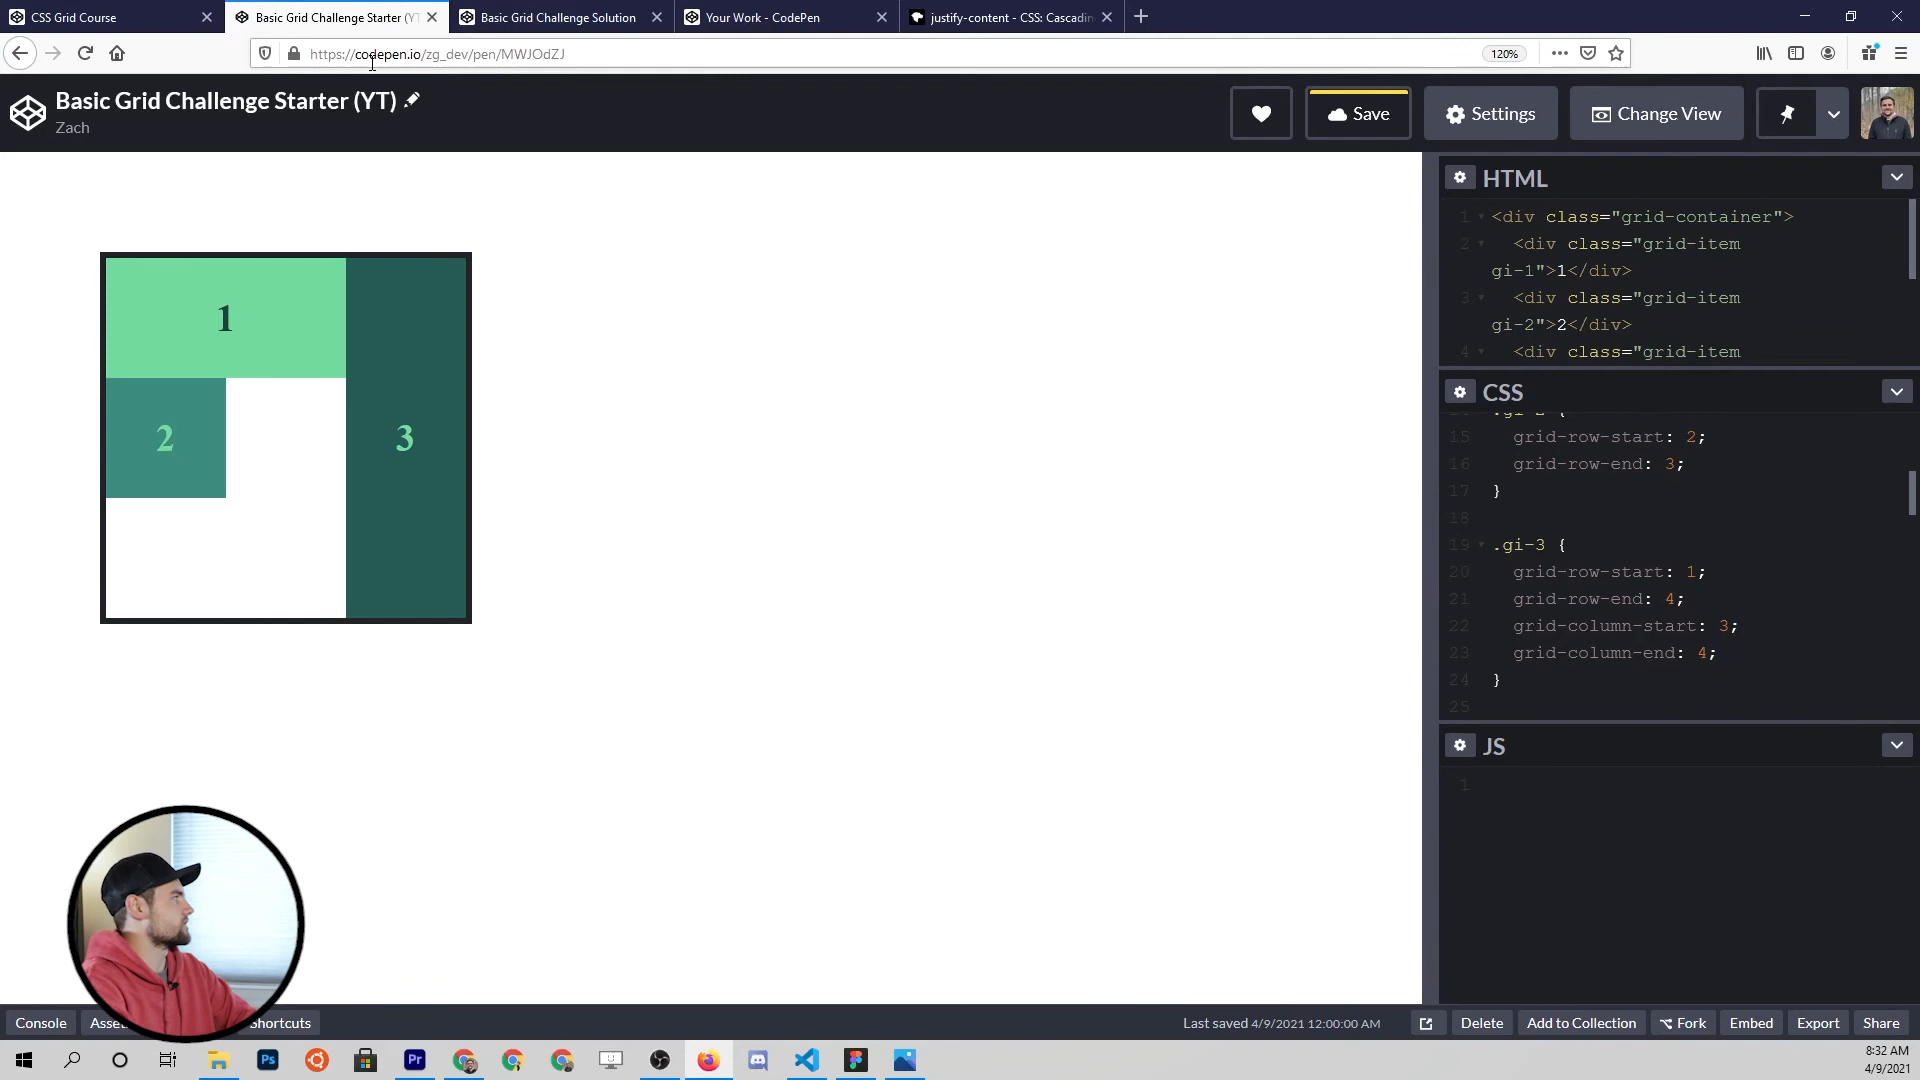 CSS Grid Course
Basic Grid Challenge Starter (YT
Basic Grid Challenge Solution
Your Work - CodePen
justify-content - CSS: Cascadin
https://codepen.io/zg_dev/pen/MWJOdZJ
120%
Basic Grid Challenge Starter (YT)
Zach
Save
Settings
Change View
1
2
3
HTML
1 <div class="grid-container">
2 <div class="grid-item
gi-1">1</div>
3 <div class="grid-item
gi-2">2</div>
4 <div class="grid-item
CSS
15 grid-row-start: 2;
16 grid-row-end: 3;
17 }
18
19 .gi-3 {
20 grid-row-start: 1;
21 grid-row-end: 4;
22 grid-column-start: 3;
23 grid-column-end: 4;
24 }
25
JS
1
Console
Shortcuts
Last saved 4/9/2021 12:00:00 AM
Delete
Add to Collection
Fork
Embed
Export
Share
Ps
Pr
8:32 AM
4/9/2021